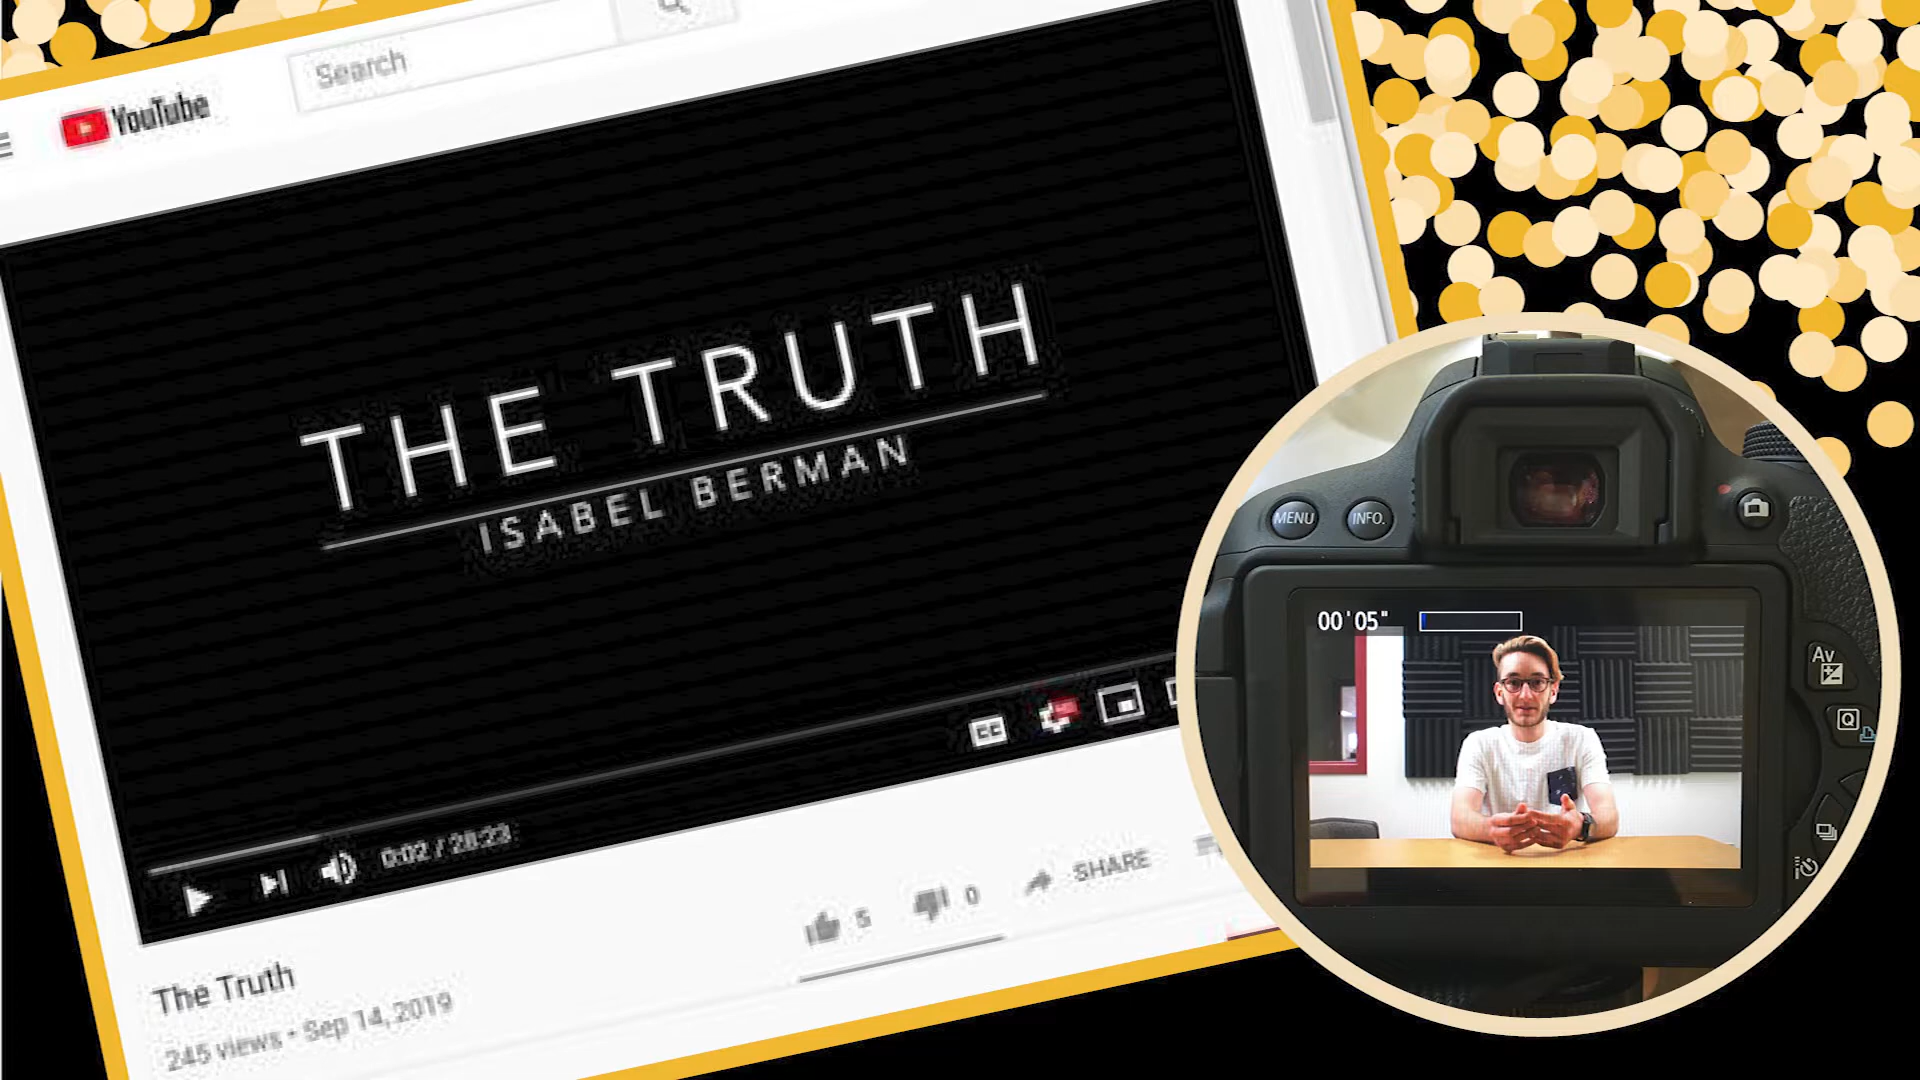 Search
YouTube
THE TRUTH
ISABEL BERMAN
CC
0:02 / 28:23
5
0
SHARE
The Truth
245 views • Sep 14, 2019
MENU
INFO.
00'05"
Av
Q